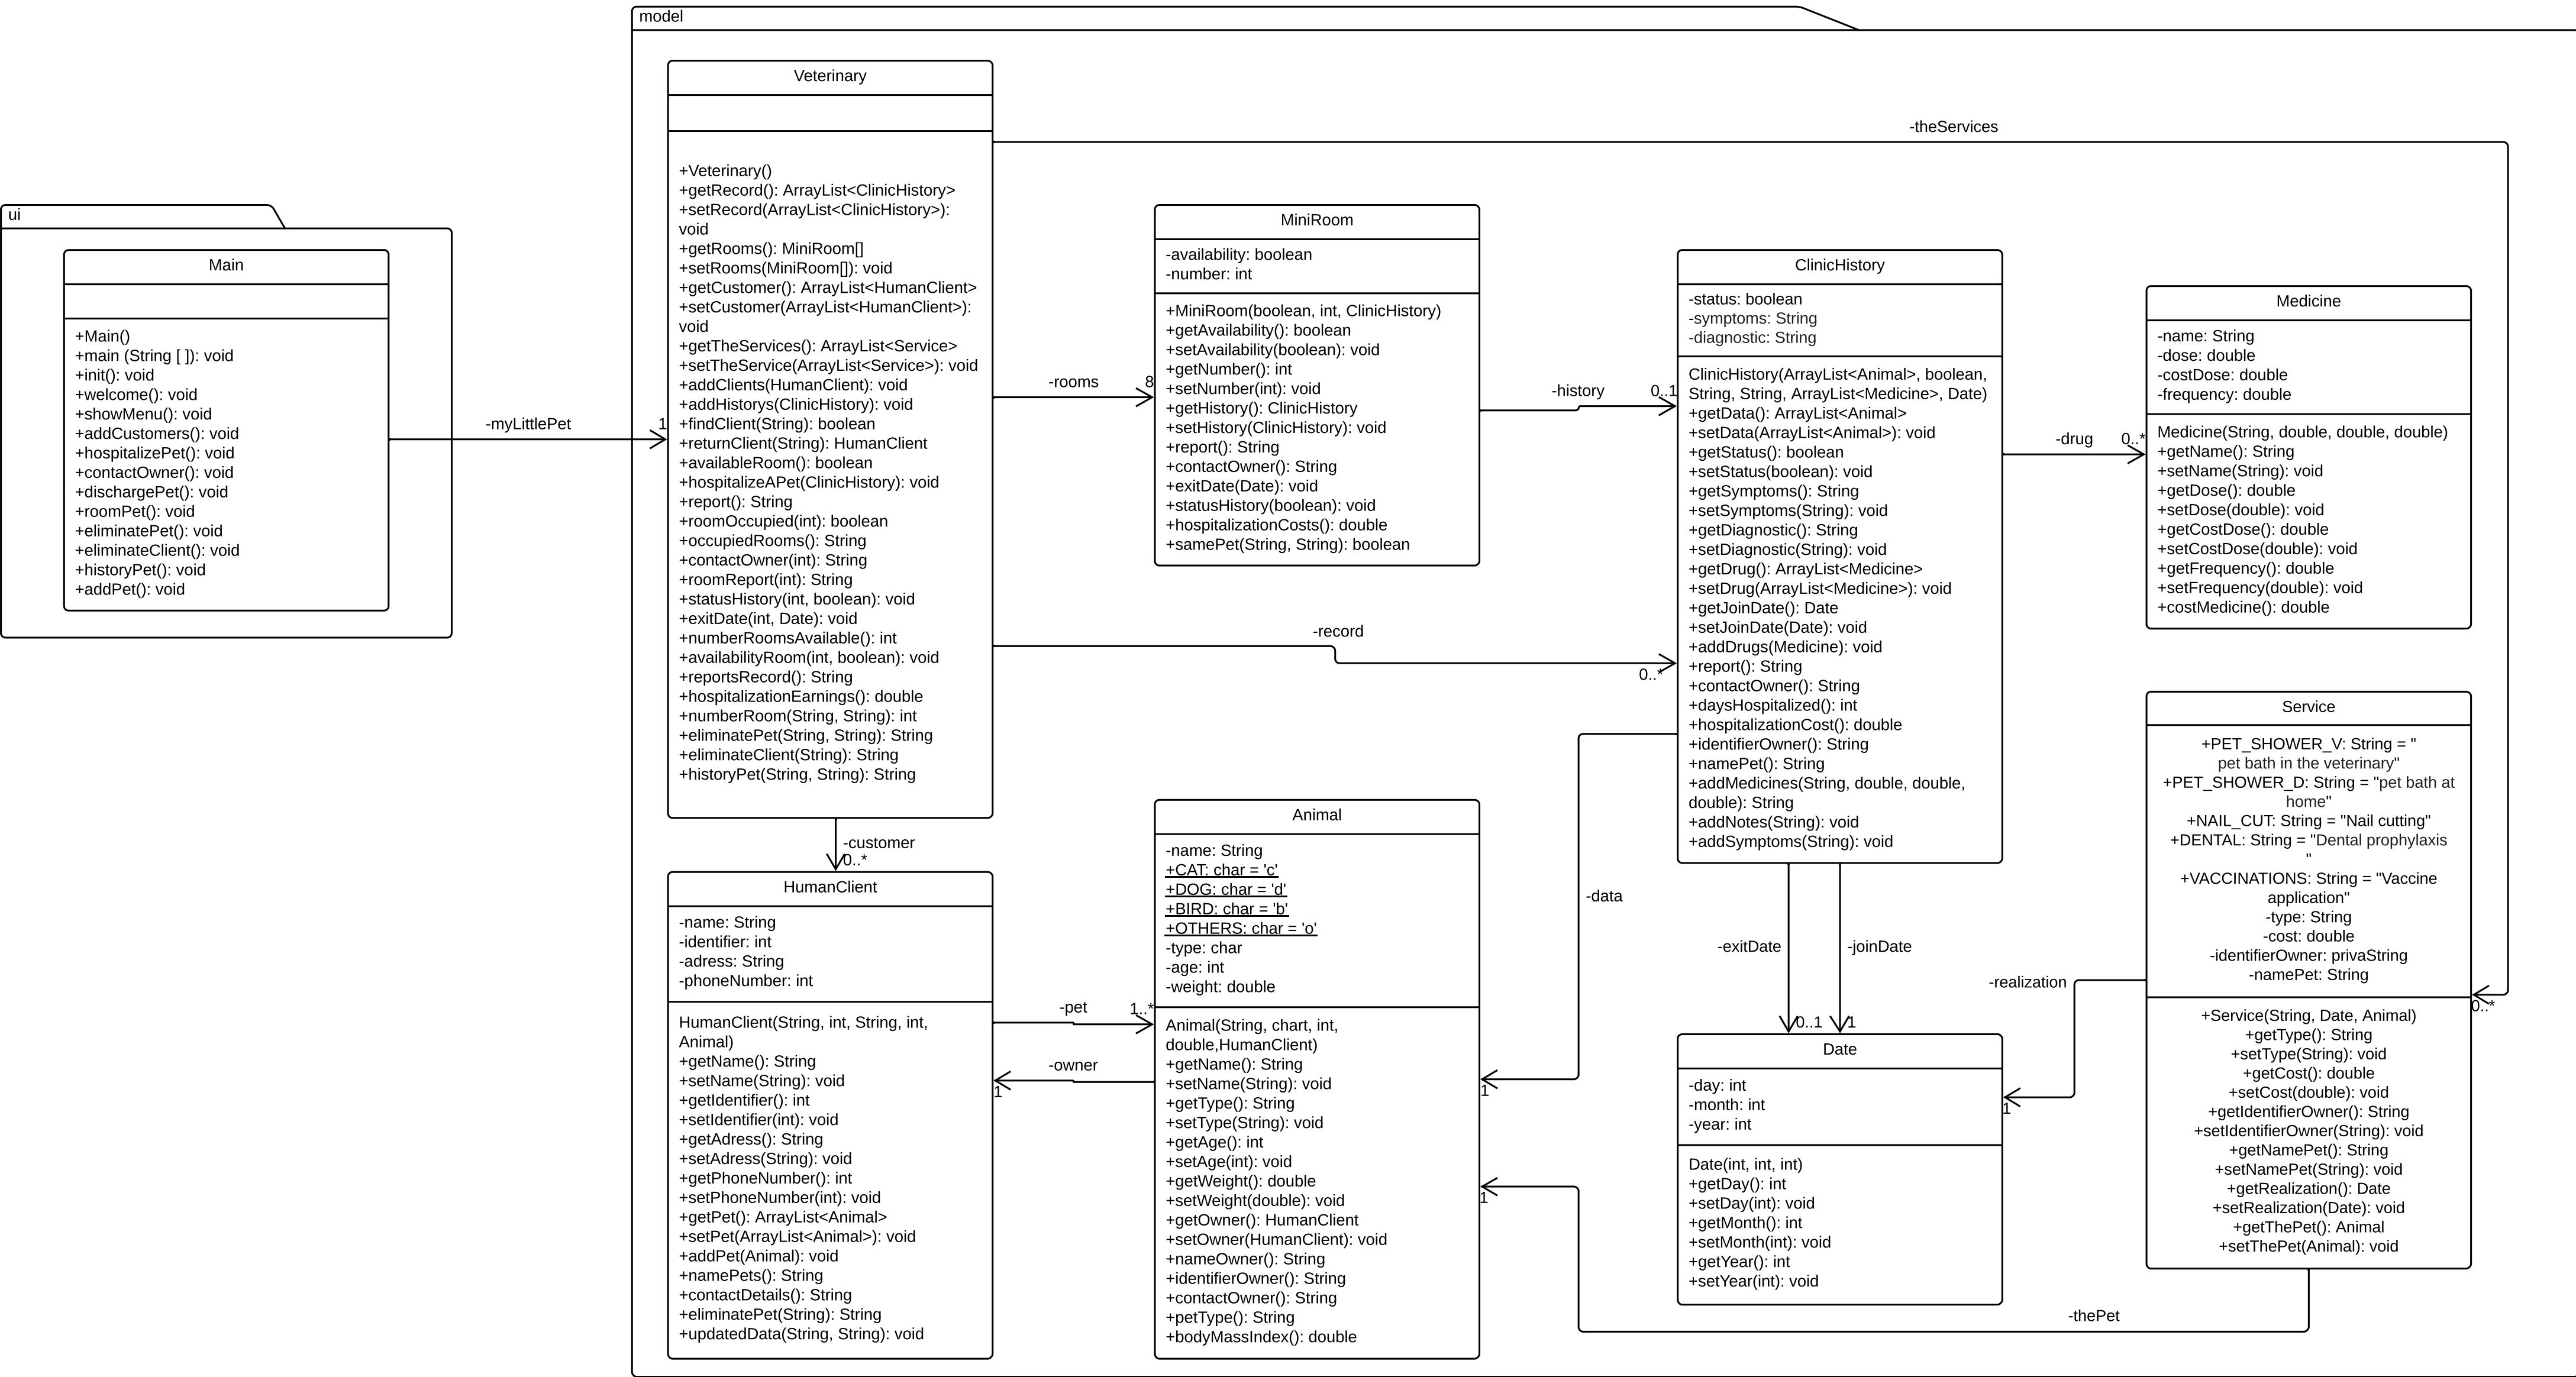 model
ui
Main
+Main()
+main (String [ ]): void
+init(): void
+welcome(): void
+showMenu(): void
+addCustomers(): void
+hospitalizePet(): void
+contactOwner(): void
+dischargePet(): void
+roomPet(): void
+eliminatePet(): void
+eliminateClient(): void
+historyPet(): void
+addPet(): void
-myLittlePet
1
Veterinary
+Veterinary()
+getRecord(): ArrayList<ClinicHistory>
+setRecord(ArrayList<ClinicHistory>):
void
+getRooms(): MiniRoom[]
+setRooms(MiniRoom[]): void
+getCustomer(): ArrayList<HumanClient>
+setCustomer(ArrayList<HumanClient>):
void
+getTheServices(): ArrayList<Service>
+setTheService(ArrayList<Service>): void
+addClients(HumanClient): void
+addHistorys(ClinicHistory): void
+findClient(String): boolean
+returnClient(String): HumanClient
+availableRoom(): boolean
+hospitalizeAPet(ClinicHistory): void
+report(): String
+roomOccupied(int): boolean
+occupiedRooms(): String
+contactOwner(int): String
+roomReport(int): String
+statusHistory(int, boolean): void
+exitDate(int, Date): void
+numberRoomsAvailable(): int
+availabilityRoom(int, boolean): void
+reportsRecord(): String
+hospitalizationEarnings(): double
+numberRoom(String, String): int
+eliminatePet(String, String): String
+eliminateClient(String): String
+historyPet(String, String): String
-theServices
0..*
-rooms
8
-record
0..*
-customer
0..*
MiniRoom
-availability: boolean
-number: int
+MiniRoom(boolean, int, ClinicHistory)
+getAvailability(): boolean
+setAvailability(boolean): void
+getNumber(): int
+setNumber(int): void
+getHistory(): ClinicHistory
+setHistory(ClinicHistory): void
+report(): String
+contactOwner(): String
+exitDate(Date): void
+statusHistory(boolean): void
+hospitalizationCosts(): double
+samePet(String, String): boolean
-history
0..1
ClinicHistory
-status: boolean
-symptoms: String
-diagnostic: String
ClinicHistory(ArrayList<Animal>, boolean,
String, String, ArrayList<Medicine>, Date)
+getData(): ArrayList<Animal>
+setData(ArrayList<Animal>): void
+getStatus(): boolean
+setStatus(boolean): void
+getSymptoms(): String
+setSymptoms(String): void
+getDiagnostic(): String
+setDiagnostic(String): void
+getDrug(): ArrayList<Medicine>
+setDrug(ArrayList<Medicine>): void
+getJoinDate(): Date
+setJoinDate(Date): void
+addDrugs(Medicine): void
+report(): String
+contactOwner(): String
+daysHospitalized(): int
+hospitalizationCost(): double
+identifierOwner(): String
+namePet(): String
+addMedicines(String, double, double,
double): String
+addNotes(String): void
+addSymptoms(String): void
-drug
0..*
Medicine
-name: String
-dose: double
-costDose: double
-frequency: double
Medicine(String, double, double, double)
+getName(): String
+setName(String): void
+getDose(): double
+setDose(double): void
+getCostDose(): double
+setCostDose(double): void
+getFrequency(): double
+setFrequency(double): void
+costMedicine(): double
HumanClient
-name: String
-identifier: int
-adress: String
-phoneNumber: int
HumanClient(String, int, String, int,
Animal)
+getName(): String
+setName(String): void
+getIdentifier(): int
+setIdentifier(int): void
+getAdress(): String
+setAdress(String): void
+getPhoneNumber(): int
+setPhoneNumber(int): void
+getPet(): ArrayList<Animal>
+setPet(ArrayList<Animal>): void
+addPet(Animal): void
+namePets(): String
+contactDetails(): String
+eliminatePet(String): String
+updatedData(String, String): void
-pet
1..*
-owner
1
Animal
-name: String
+CAT: char = 'c'
+DOG: char = 'd'
+BIRD: char = 'b'
+OTHERS: char = 'o'
-type: char
-age: int
-weight: double
Animal(String, chart, int,
double,HumanClient)
+getName(): String
+setName(String): void
+getType(): String
+setType(String): void
+getAge(): int
+setAge(int): void
+getWeight(): double
+setWeight(double): void
+getOwner(): HumanClient
+setOwner(HumanClient): void
+nameOwner(): String
+identifierOwner(): String
+contactOwner(): String
+petType(): String
+bodyMassIndex(): double
-data
1
-exitDate
0..1
-joinDate
1
Date
-day: int
-month: int
-year: int
Date(int, int, int)
+getDay(): int
+setDay(int): void
+getMonth(): int
+setMonth(int): void
+getYear(): int
+setYear(int): void
-realization
1
-thePet
1
Service
+PET_SHOWER_V: String = "
pet bath in the veterinary"
+PET_SHOWER_D: String = "pet bath at
home"
+NAIL_CUT: String = "Nail cutting"
+DENTAL: String = "Dental prophylaxis
"
+VACCINATIONS: String = "Vaccine
application"
-type: String
-cost: double
-identifierOwner: privaString
-namePet: String
+Service(String, Date, Animal)
+getType(): String
+setType(String): void
+getCost(): double
+setCost(double): void
+getIdentifierOwner(): String
+setIdentifierOwner(String): void
+getNamePet(): String
+setNamePet(String): void
+getRealization(): Date
+setRealization(Date): void
+getThePet(): Animal
+setThePet(Animal): void